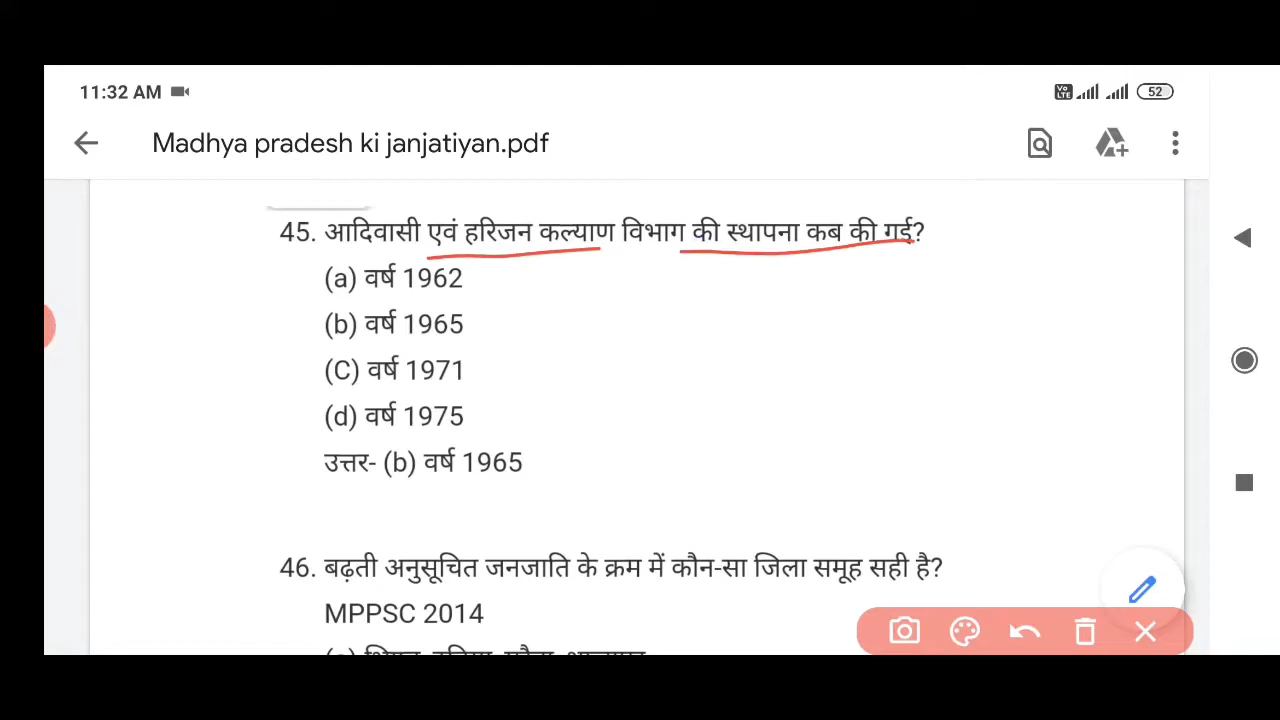 11:32 AM
Vo LTE 52
Madhya pradesh ki janjatiyan.pdf
45. आदिवासी एवं हरिजन कल्याण विभाग की स्थापना कब की गई?
(a) वर्ष 1962
(b) वर्ष 1965
(C) वर्ष 1971
(d) वर्ष 1975
उत्तर- (b) वर्ष 1965
46. बढ़ती अनुसूचित जनजाति के क्रम में कौन-सा जिला समूह सही है?
MPPSC 2014